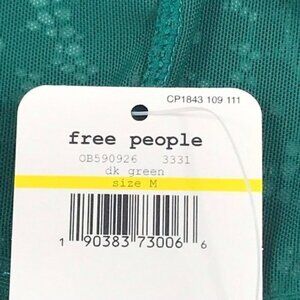 CP1843 109 111
free people
OB590926 3331
dk green
size M
1 90383 73006 6